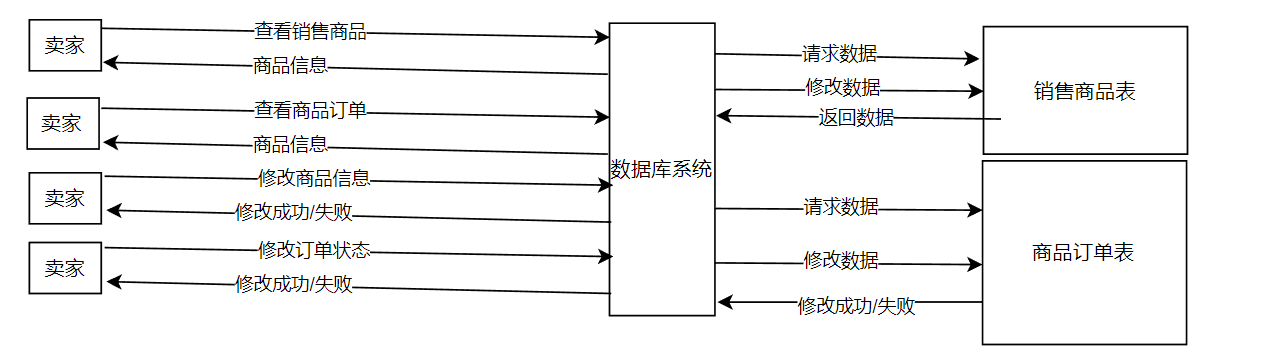 卖家
查看销售商品
商品信息
卖家
查看商品订单
商品信息
卖家
修改商品信息
修改成功/失败
卖家
修改订单状态
修改成功/失败
数据库系统
请求数据
修改数据
返回数据
销售商品表
请求数据
修改数据
修改成功/失败
商品订单表